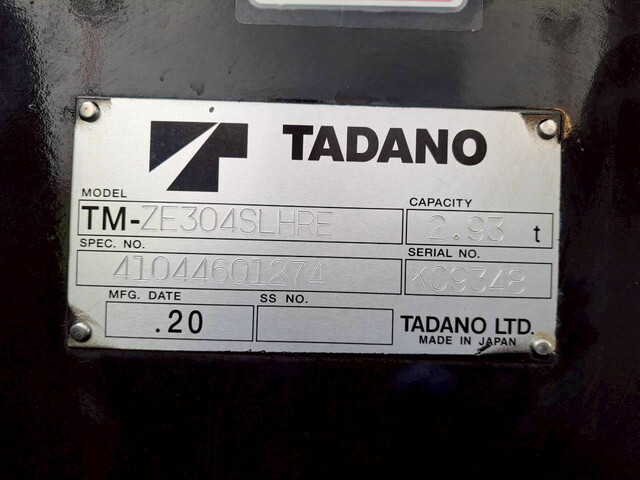 TADANO
MODEL
TM-ZE304SLHRE
CAPACITY
2.93 t
SPEC. NO.
41044601274
SERIAL NO.
KC9348
MFG. DATE
.20
SS NO.
TADANO LTD.
MADE IN JAPAN